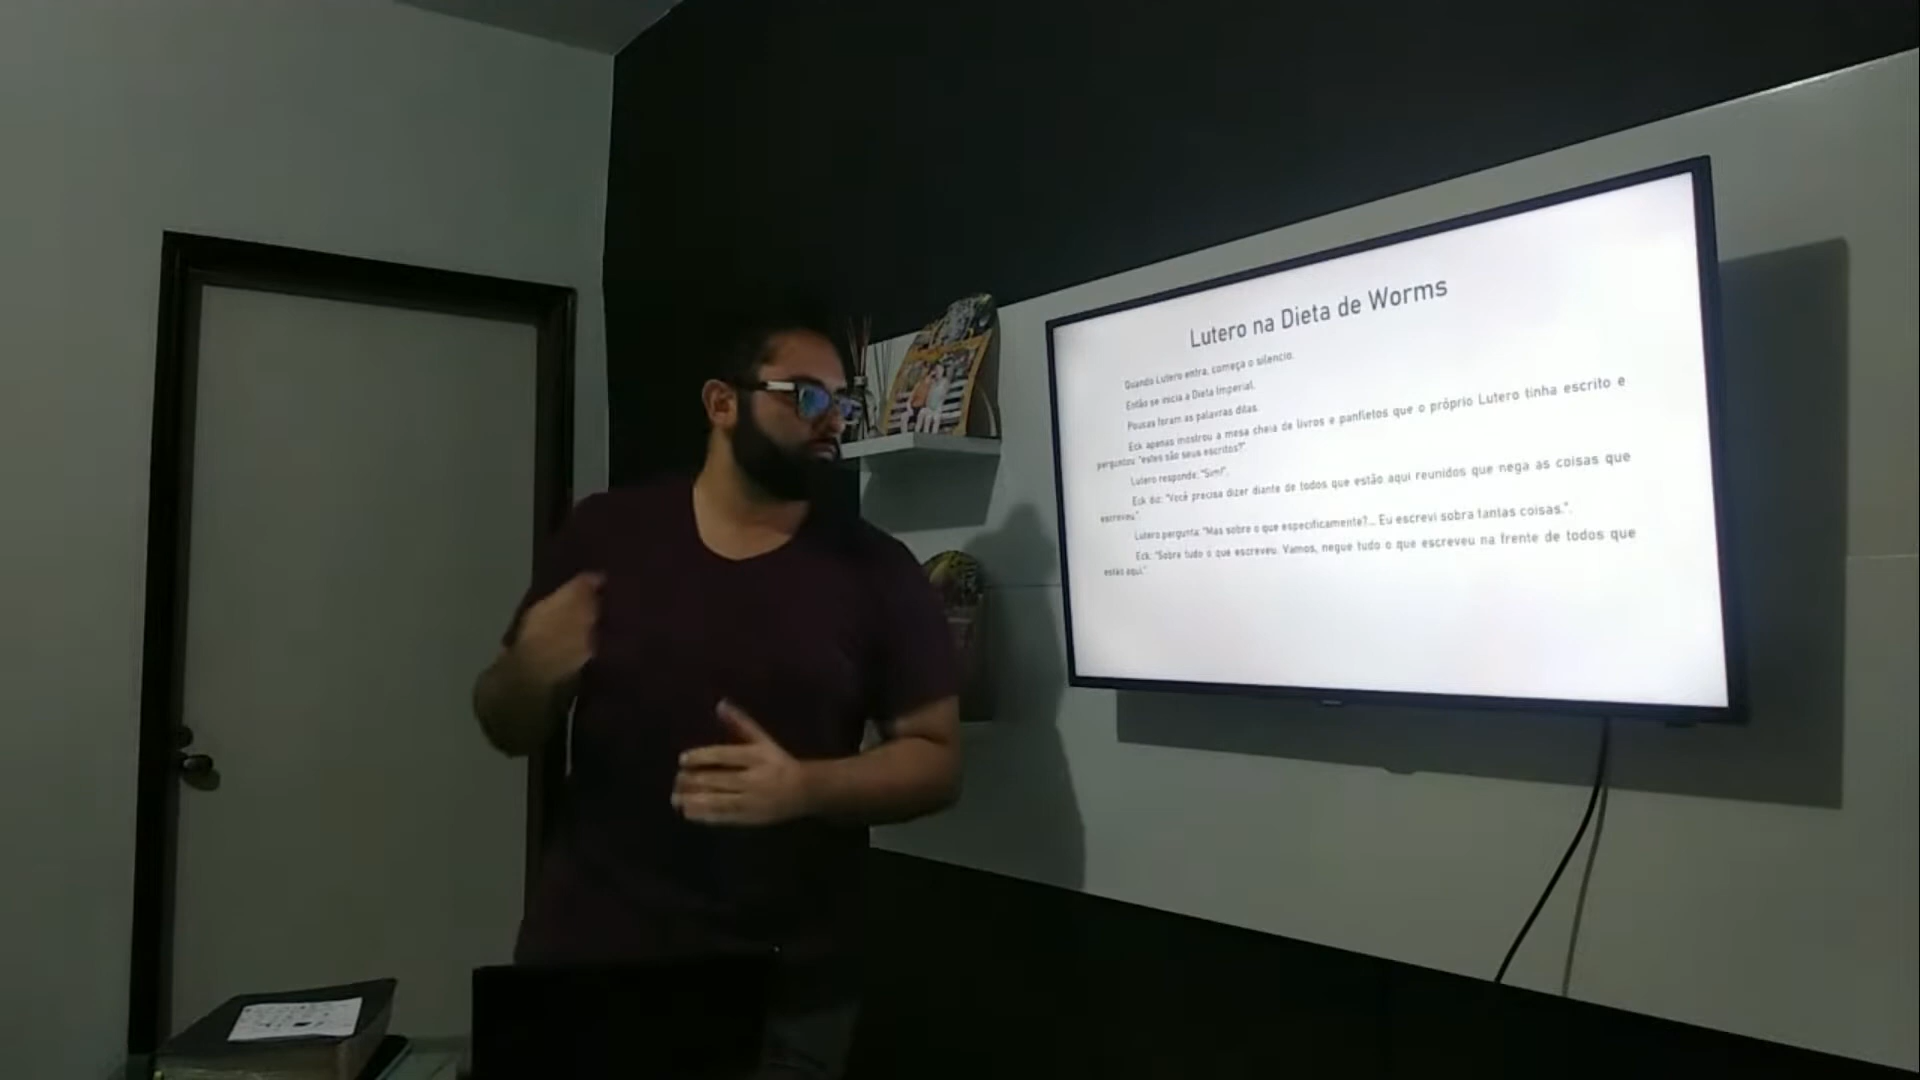 Lutero na Dieta de Worms
Quando Lutero entra, começa o silencio.
Então se inicia a Dieta Imperial.
Poucas foram as palavras ditas.
Eck apenas mostrou a mesa cheia de livros e panfletos que o próprio Lutero tinha escrito e
perguntou: "estes são seus escritos?"
Lutero responde: "Sim!".
Eck diz: "Você precisa dizer diante de todos que estão aqui reunidos que nega as coisas que
escreveu".
Lutero pergunta: "Mas sobre o que especificamente?... Eu escrevi sobra tantas coisas.".
Eck: "Sobre tudo o que escreveu. Vamos, negue tudo o que escreveu na frente de todos que
estão aqui."